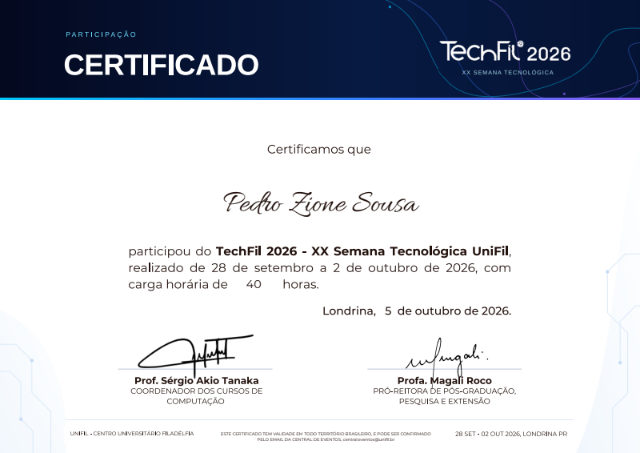 PARTICIPAÇÃO
CERTIFICADO
TechFil 2026
XX SEMANA TECNOLÓGICA
Certificamos que
Pedro Zione Sousa
participou do TechFil 2026 - XX Semana Tecnológica UniFil,
realizado de 28 de setembro a 2 de outubro de 2026, com
carga horária de 40 horas.
Londrina, 5 de outubro de 2026.
Prof. Sérgio Akio Tanaka
COORDENADOR DOS CURSOS DE
COMPUTAÇÃO
Profa. Magali Roco
PRÓ-REITORA DE PÓS-GRADUAÇÃO,
PESQUISA E EXTENSÃO
UNIFIL - CENTRO UNIVERSITÁRIO FILADÉLFIA
ESTE CERTIFICADO TEM VALIDADE EM TODO TERRITÓRIO BRASILEIRO, E PODE SER CONFIRMADO
PELO EMAIL DA CENTRAL DE EVENTOS,
28 SET - 02 OUT 2026, LONDRINA PR